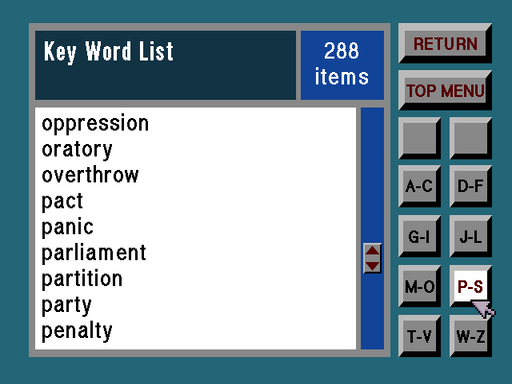 Key Word List
288
items
RETURN
TOP MENU
oppression
oratory
overthrow
pact
panic
parliament
partition
party
penalty
A-C
D-F
G-I
J-L
M-O
P-S
T-V
W-Z